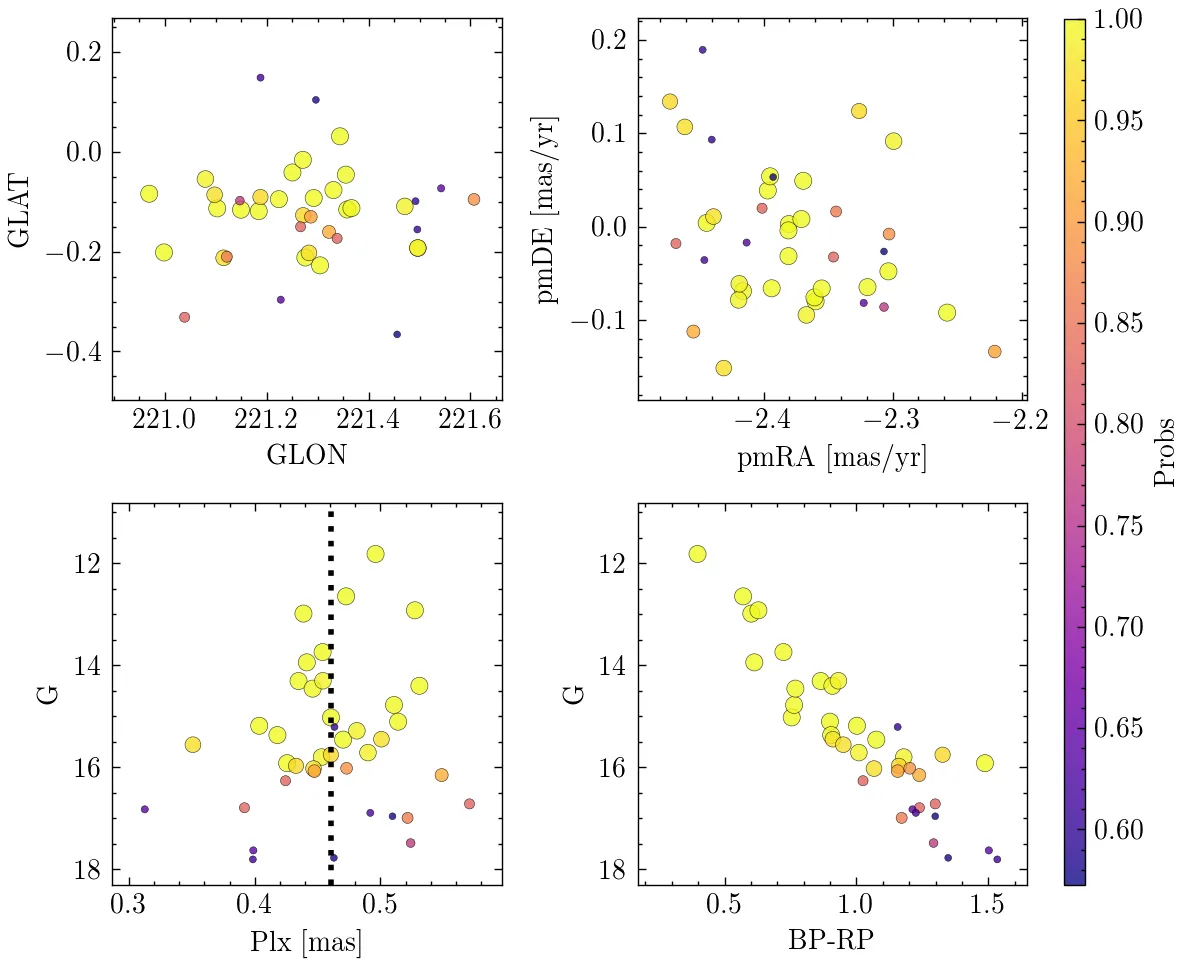 0.2
0.0
−0.2
−0.4
GLAT
221.0 221.2 221.4 221.6
GLON
0.2
0.1
0.0
−0.1
pmDE [mas/yr]
−2.4 −2.3 −2.2
pmRA [mas/yr]
1.00
0.95
0.90
0.85
0.80
0.75
0.70
0.65
0.60
Probs
12
14
16
18
G
0.3 0.4 0.5
Plx [mas]
12
14
16
18
G
0.5 1.0 1.5
BP-RP